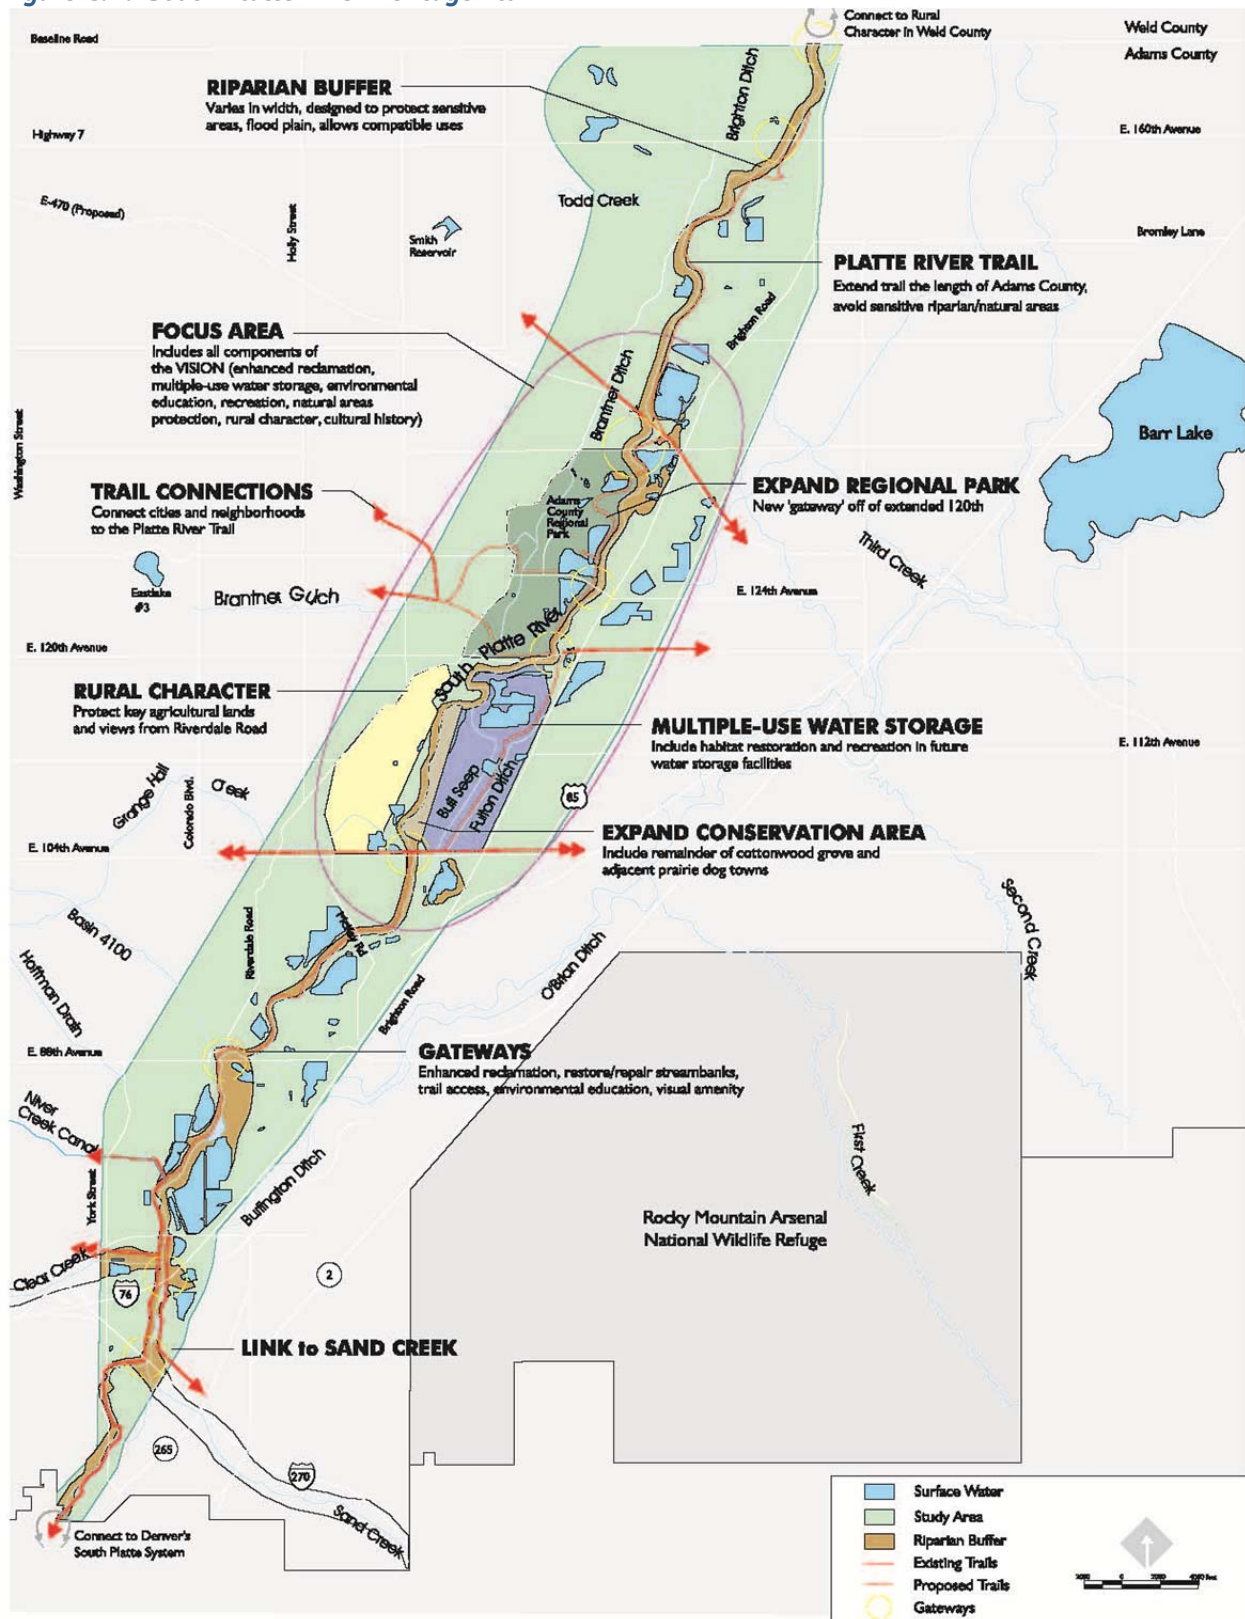 Connect to Rural
Character in Weld County
Weld County
Adams County
Baseline Road
RIPARIAN BUFFER
Varies in width, designed to protect sensitive
areas, flood plain, allows compatible uses
Brighton Ditch
Highway 7
E. 160th Avenue
E-470 (Proposed)
Holly Street
Todd Creek
Smith
Reservoir
Bromley Lane
PLATTE RIVER TRAIL
Extend trail the length of Adams County,
avoid sensitive riparian/natural areas
Brighton Road
FOCUS AREA
Includes all components of
the VISION (enhanced reclamation,
multiple-use water storage, environmental
education, recreation, natural areas
protection, rural character, cultural history)
Brantner Ditch
Washington Street
Barr Lake
TRAIL CONNECTIONS
Connect cities and neighborhoods
to the Platte River Trail
Adams
County
Regional
Park
EXPAND REGIONAL PARK
New 'gateway' off of extended 120th
Third Creek
Eastlake
#3
Brantner Gulch
E. 124th Avenue
E. 120th Avenue
South Platte River
RURAL CHARACTER
Protect key agricultural lands
and views from Riverdale Road
MULTIPLE-USE WATER STORAGE
Include habitat restoration and recreation in future
water storage facilities
E. 112th Avenue
Grange Hall
Creek
Colorado Blvd.
Bull Seep
Fulton Ditch
85
EXPAND CONSERVATION AREA
Include remainder of cottonwood grove and
adjacent prairie dog towns
E. 104th Avenue
Second Creek
Basin 4100
Riverdale Road
McKay Rd
O'Brian Ditch
Hoffman Drain
Brighton Road
E. 88th Avenue
GATEWAYS
Enhanced reclamation, restore/repair streambanks,
trail access, environmental education, visual amenity
Niver
Creek Canal
York Street
Burlington Ditch
First Creek
Rocky Mountain Arsenal
National Wildlife Refuge
Clear Creek
76
2
LINK to SAND CREEK
265
270
Sand Creek
Connect to Denver's
South Platte System
Surface Water
Study Area
Riparian Buffer
Existing Trails
Proposed Trails
Gateways